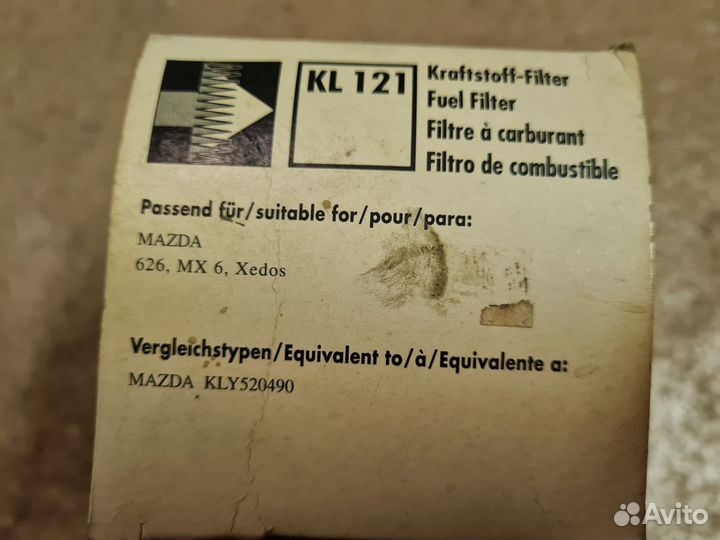 KL 121
Kraftstoff-Filter
Fuel Filter
Filtre à carburant
Filtro de combustible
Passend für/suitable for/pour/para:
MAZDA
626, MX 6, Xedos
Vergleichstypen/Equivalent to/à/Equivalente a:
MAZDA KLY520490
Avito